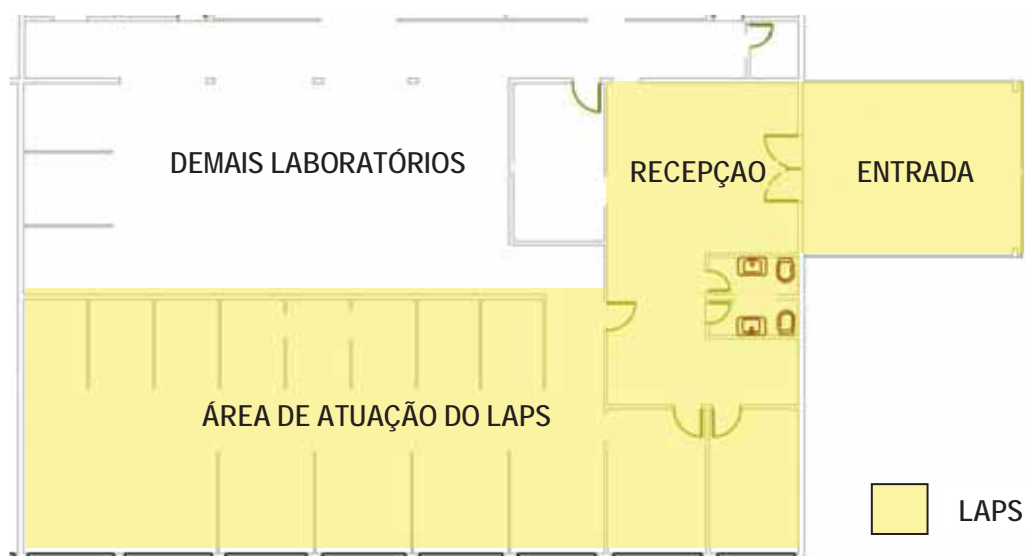 DEMAIS LABORATÓRIOS
RECEPÇAO
ENTRADA
ÁREA DE ATUAÇÃO DO LAPS
LAPS